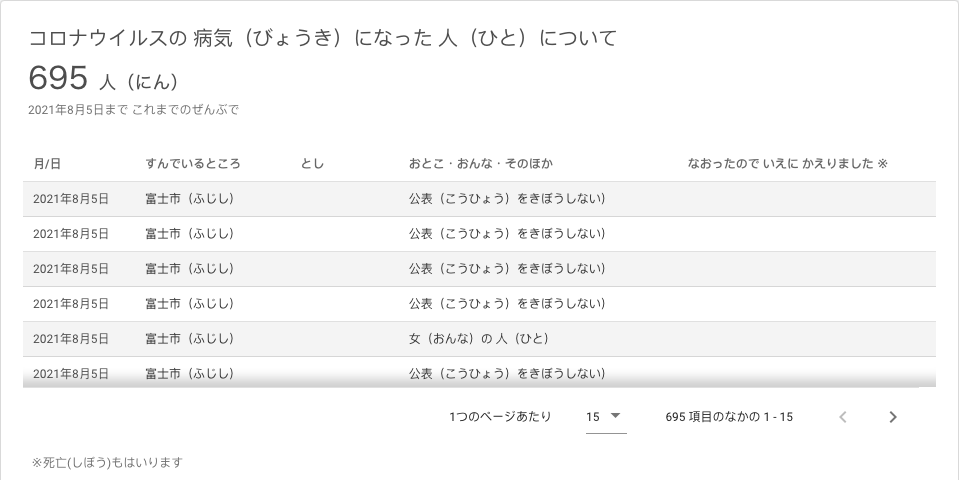 コロナウイルスの 病気（びょうき）になった 人（ひと）について
695 人（にん）
2021年8月5日まで これまでのぜんぶで
月/日 すんでいるところ とし おとこ・おんな・そのほか なおったので いえに かえりました ※
2021年8月5日 富士市（ふじし） 公表（こうひょう）をきぼうしない）
2021年8月5日 富士市（ふじし） 公表（こうひょう）をきぼうしない）
2021年8月5日 富士市（ふじし） 公表（こうひょう）をきぼうしない）
2021年8月5日 富士市（ふじし） 公表（こうひょう）をきぼうしない）
2021年8月5日 富士市（ふじし） 女（おんな）の 人（ひと）
2021年8月5日 富士市（ふじし） 公表（こうひょう）をきぼうしない）
1つのページあたり 15 695 項目のなかの 1 - 15
※死亡(しぼう)もはいります